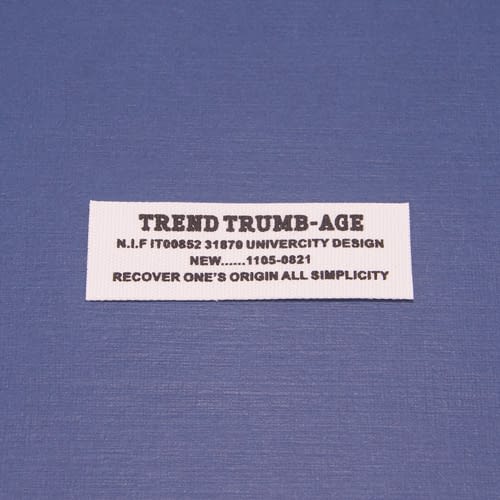 TREND TRUMB-AGE
N.I.F IT00852 31870 UNIVERCITY DESIGN
NEW......1105-0821
RECOVER ONE'S ORIGIN ALL SIMPLICITY